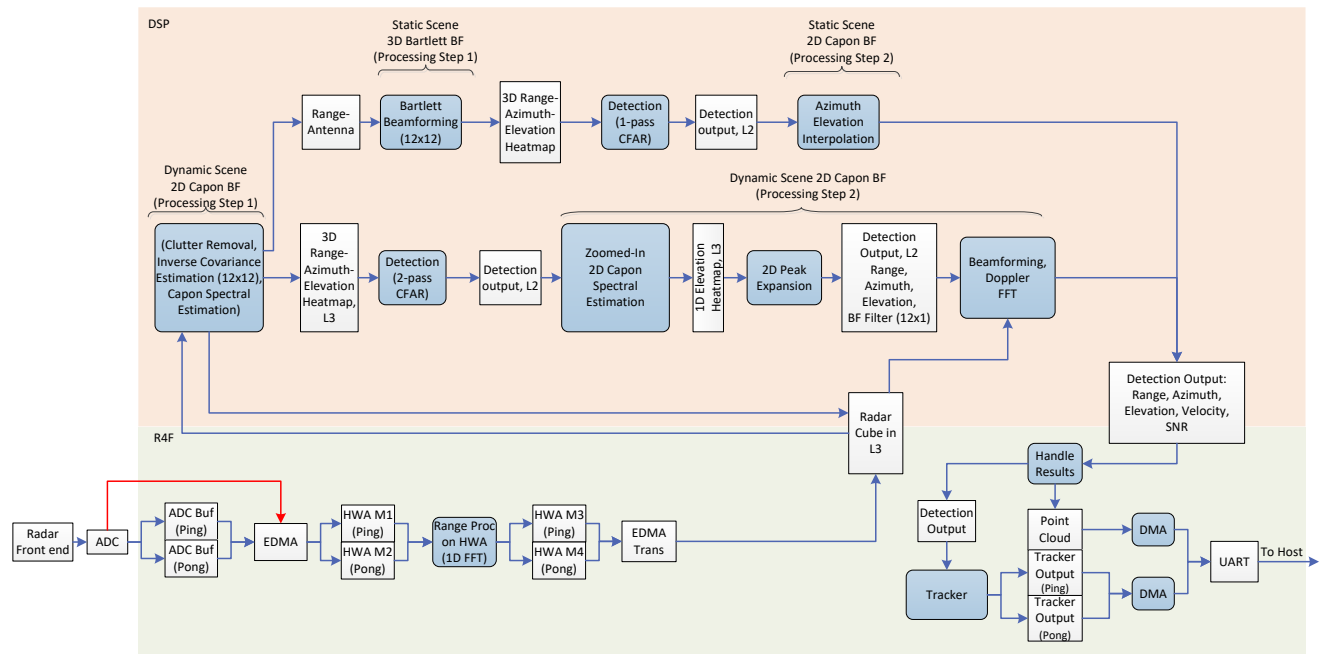 DSP
Static Scene
3D Bartlett BF
(Processing Step 1)
Static Scene
2D Capon BF
(Processing Step 2)
Range-
Antenna
Bartlett
Beamforming
(12x12)
3D Range-
Azimuth-
Elevation
Heatmap
Detection
(1-pass
CFAR)
Detection
output, L2
Azimuth
Elevation
Interpolation
Dynamic Scene
2D Capon BF
(Processing Step 1)
Dynamic Scene 2D Capon BF
(Processing Step 2)
(Clutter Removal,
Inverse Covariance
Estimation (12x12),
Capon Spectral
Estimation)
3D
Range-
Azimuth-
Elevation
Heatmap,
L3
Detection
(2-pass
CFAR)
Detection
output, L2
Zoomed-In
2D Capon
Spectral
Estimation
1D Elevation
Heatmap, L3
2D Peak
Expansion
Detection
Output, L2
Range,
Azimuth,
Elevation,
BF Filter (12x1)
Beamforming,
Doppler
FFT
Detection Output:
Range, Azimuth,
Elevation, Velocity,
SNR
Radar
Cube in
L3
R4F
Handle
Results
Radar
Front end
ADC
ADC Buf
(Ping)
ADC Buf
(Pong)
EDMA
HWA M1
(Ping)
HWA M2
(Pong)
Range Proc
on HWA
(1D FFT)
HWA M3
(Ping)
HWA M4
(Pong)
EDMA
Trans
Detection
Output
Tracker
Point
Cloud
Tracker
Output
(Ping)
Tracker
Output
(Pong)
DMA
DMA
UART
To Host